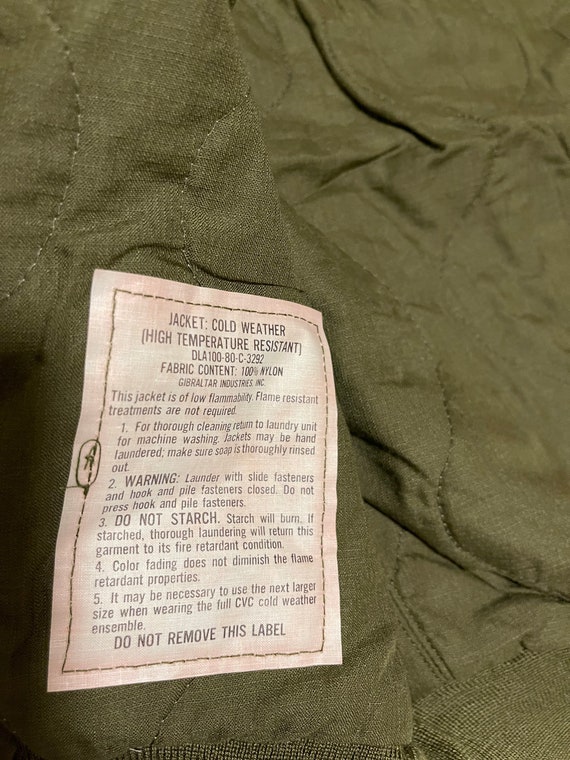 JACKET: COLD WEATHER
[HIGH TEMPERATURE RESISTANT]
DLA100-80-C-3292
FABRIC CONTENT: 100% NYLON
GIBRALTAR INDUSTRIES, INC.
This jacket is of low flammability. Flame resistant
treatments are not required.
1. For thorough cleaning return to laundry unit
for machine washing. Jackets may be hand
laundered; make sure soap is thoroughly rinsed
out.
2. WARNING: Launder with slide fasteners
and hook and pile fasteners closed. Do not
press hook and pile fasteners.
3. DO NOT STARCH. Starch will burn. If
starched, thorough laundering will return this
garment to its fire retardant condition.
4. Color fading does not diminish the flame
retardant properties.
5. It may be necessary to use the next larger
size when wearing the full CVC cold weather
ensemble.
DO NOT REMOVE THIS LABEL